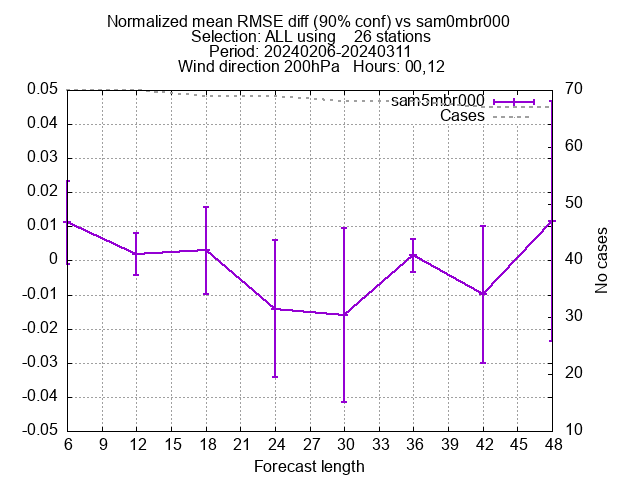 Normalized mean RMSE diff (90% conf) vs sam0mbr000
Selection: ALL using    26 stations
Period: 20240206-20240311
Wind direction 200hPa   Hours: 00,12
sam5mbr000
Cases
0.05
0.04
0.03
0.02
0.01
0
-0.01
-0.02
-0.03
-0.04
-0.05
70
60
50
40
30
20
10
No cases
6 9 12 15 18 21 24 27 30 33 36 39 42 45 48
Forecast length